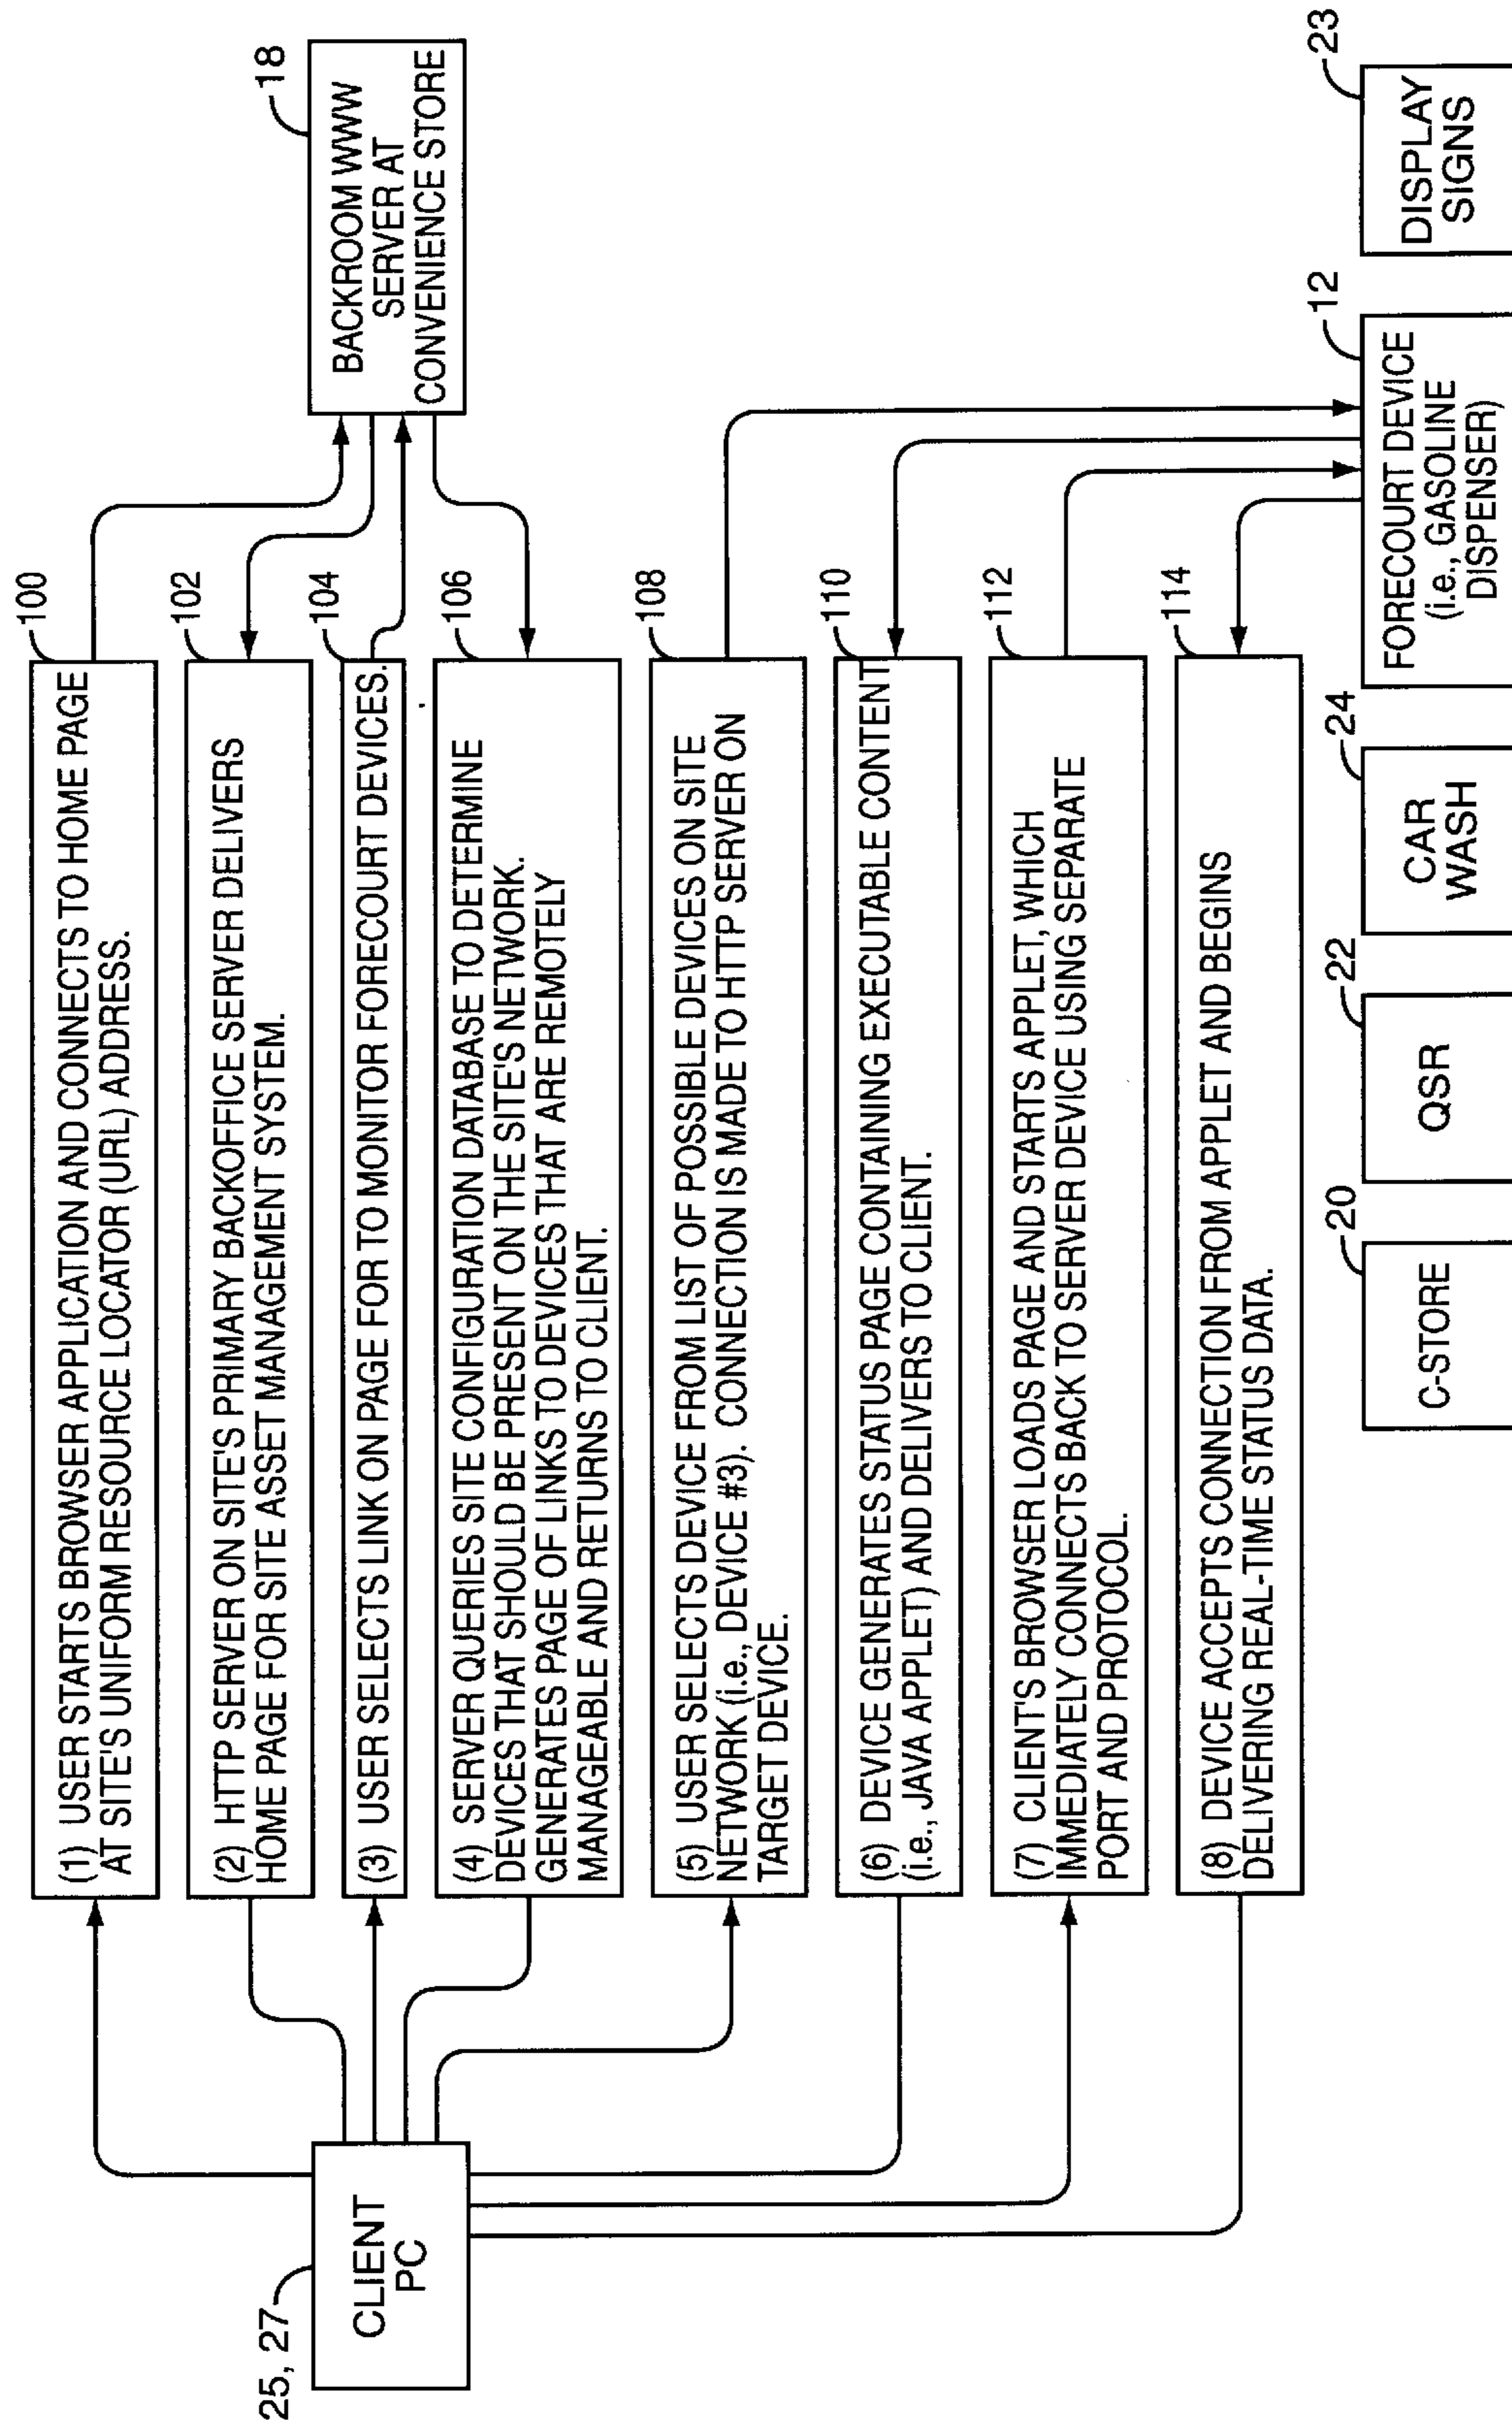 25, 27
CLIENT
PC
100
(1) USER STARTS BROWSER APPLICATION AND CONNECTS TO HOME PAGE
AT SITE'S UNIFORM RESOURCE LOCATOR (URL) ADDRESS.
102
(2) HTTP SERVER ON SITE'S PRIMARY BACKOFFICE SERVER DELIVERS
HOME PAGE FOR SITE ASSET MANAGEMENT SYSTEM.
104
(3) USER SELECTS LINK ON PAGE FOR TO MONITOR FORECOURT DEVICES.
106
(4) SERVER QUERIES SITE CONFIGURATION DATABASE TO DETERMINE
DEVICES THAT SHOULD BE PRESENT ON THE SITE'S NETWORK.
GENERATES PAGE OF LINKS TO DEVICES THAT ARE REMOTELY
MANAGEABLE AND RETURNS TO CLIENT.
108
(5) USER SELECTS DEVICE FROM LIST OF POSSIBLE DEVICES ON SITE
NETWORK (i.e., DEVICE #3). CONNECTION IS MADE TO HTTP SERVER ON
TARGET DEVICE.
110
(6) DEVICE GENERATES STATUS PAGE CONTAINING EXECUTABLE CONTENT
(i.e., JAVA APPLET) AND DELIVERS TO CLIENT.
112
(7) CLIENT'S BROWSER LOADS PAGE AND STARTS APPLET, WHICH
IMMEDIATELY CONNECTS BACK TO SERVER DEVICE USING SEPARATE
PORT AND PROTOCOL.
114
(8) DEVICE ACCEPTS CONNECTION FROM APPLET AND BEGINS
DELIVERING REAL-TIME STATUS DATA.
18
BACKROOM WWW
SERVER AT
CONVENIENCE STORE
20
C-STORE
22
QSR
24
CAR
WASH
12
FORECOURT DEVICE
(i.e., GASOLINE
DISPENSER)
23
DISPLAY
SIGNS